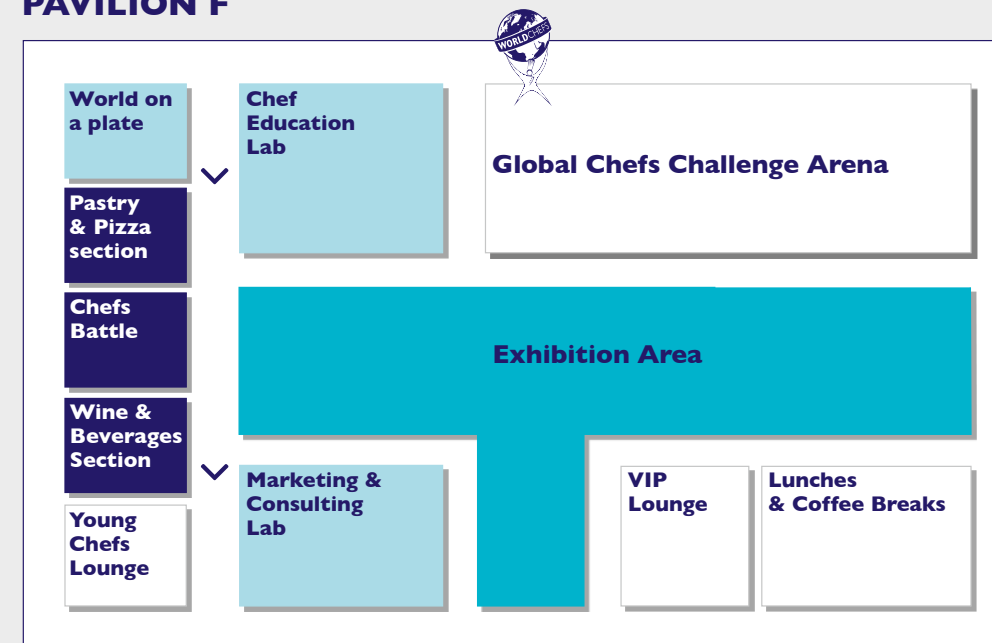 PAVILION F
WORLDCHEFS
World on
a plate
Chef
Education
Lab
Global Chefs Challenge Arena
Pastry
& Pizza
section
Chefs
Battle
Exhibition Area
Wine &
Beverages
Section
Marketing &
Consulting
Lab
VIP
Lounge
Lunches
& Coffee Breaks
Young
Chefs
Lounge